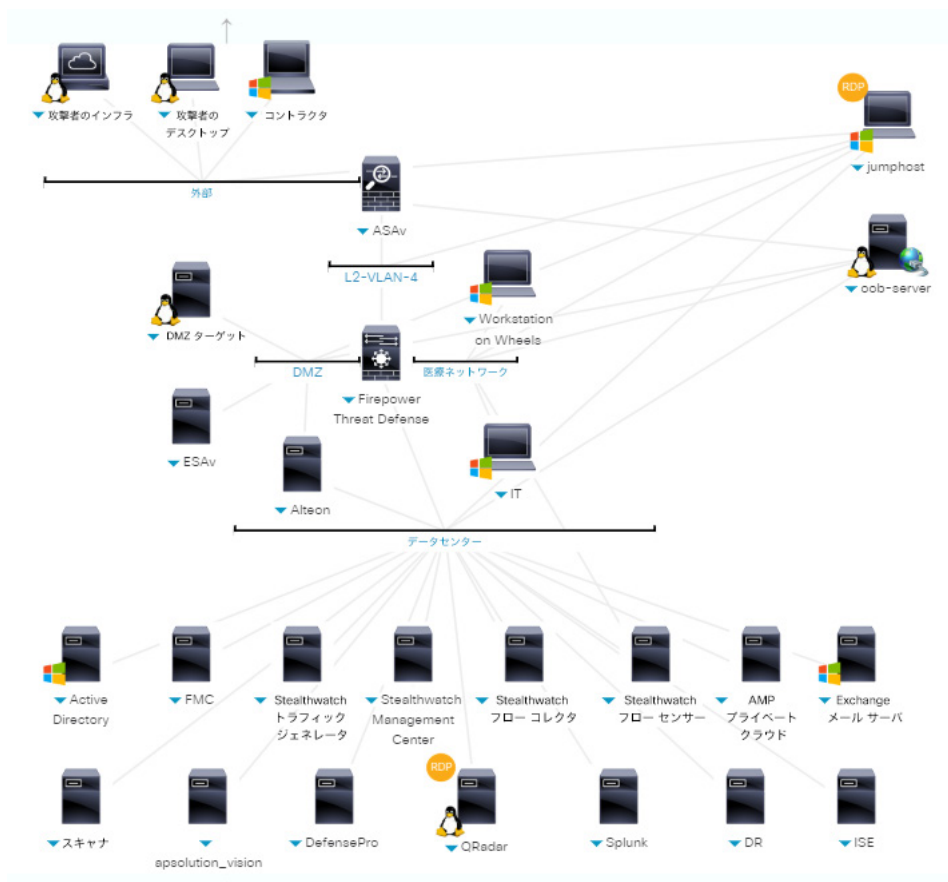 攻撃者のインフラ
攻撃者の
デスクトップ
コントラクタ
RDP
jumphost
外部
ASAv
oob-server
L2-VLAN-4
DMZ ターゲット
Workstation
on Wheels
DMZ
医療ネットワーク
Firepower
Threat Defense
ESAv
Alteon
IT
データセンター
Active
Directory
FMC
Stealthwatch
トラフィック
ジェネレータ
Stealthwatch
Management
Center
Stealthwatch
フロー コレクタ
Stealthwatch
フロー センサー
AMP
プライベート
クラウド
Exchange
メール サーバ
RDP
スキャナ
apsolution_vision
DefensePro
QRadar
Splunk
DR
ISE